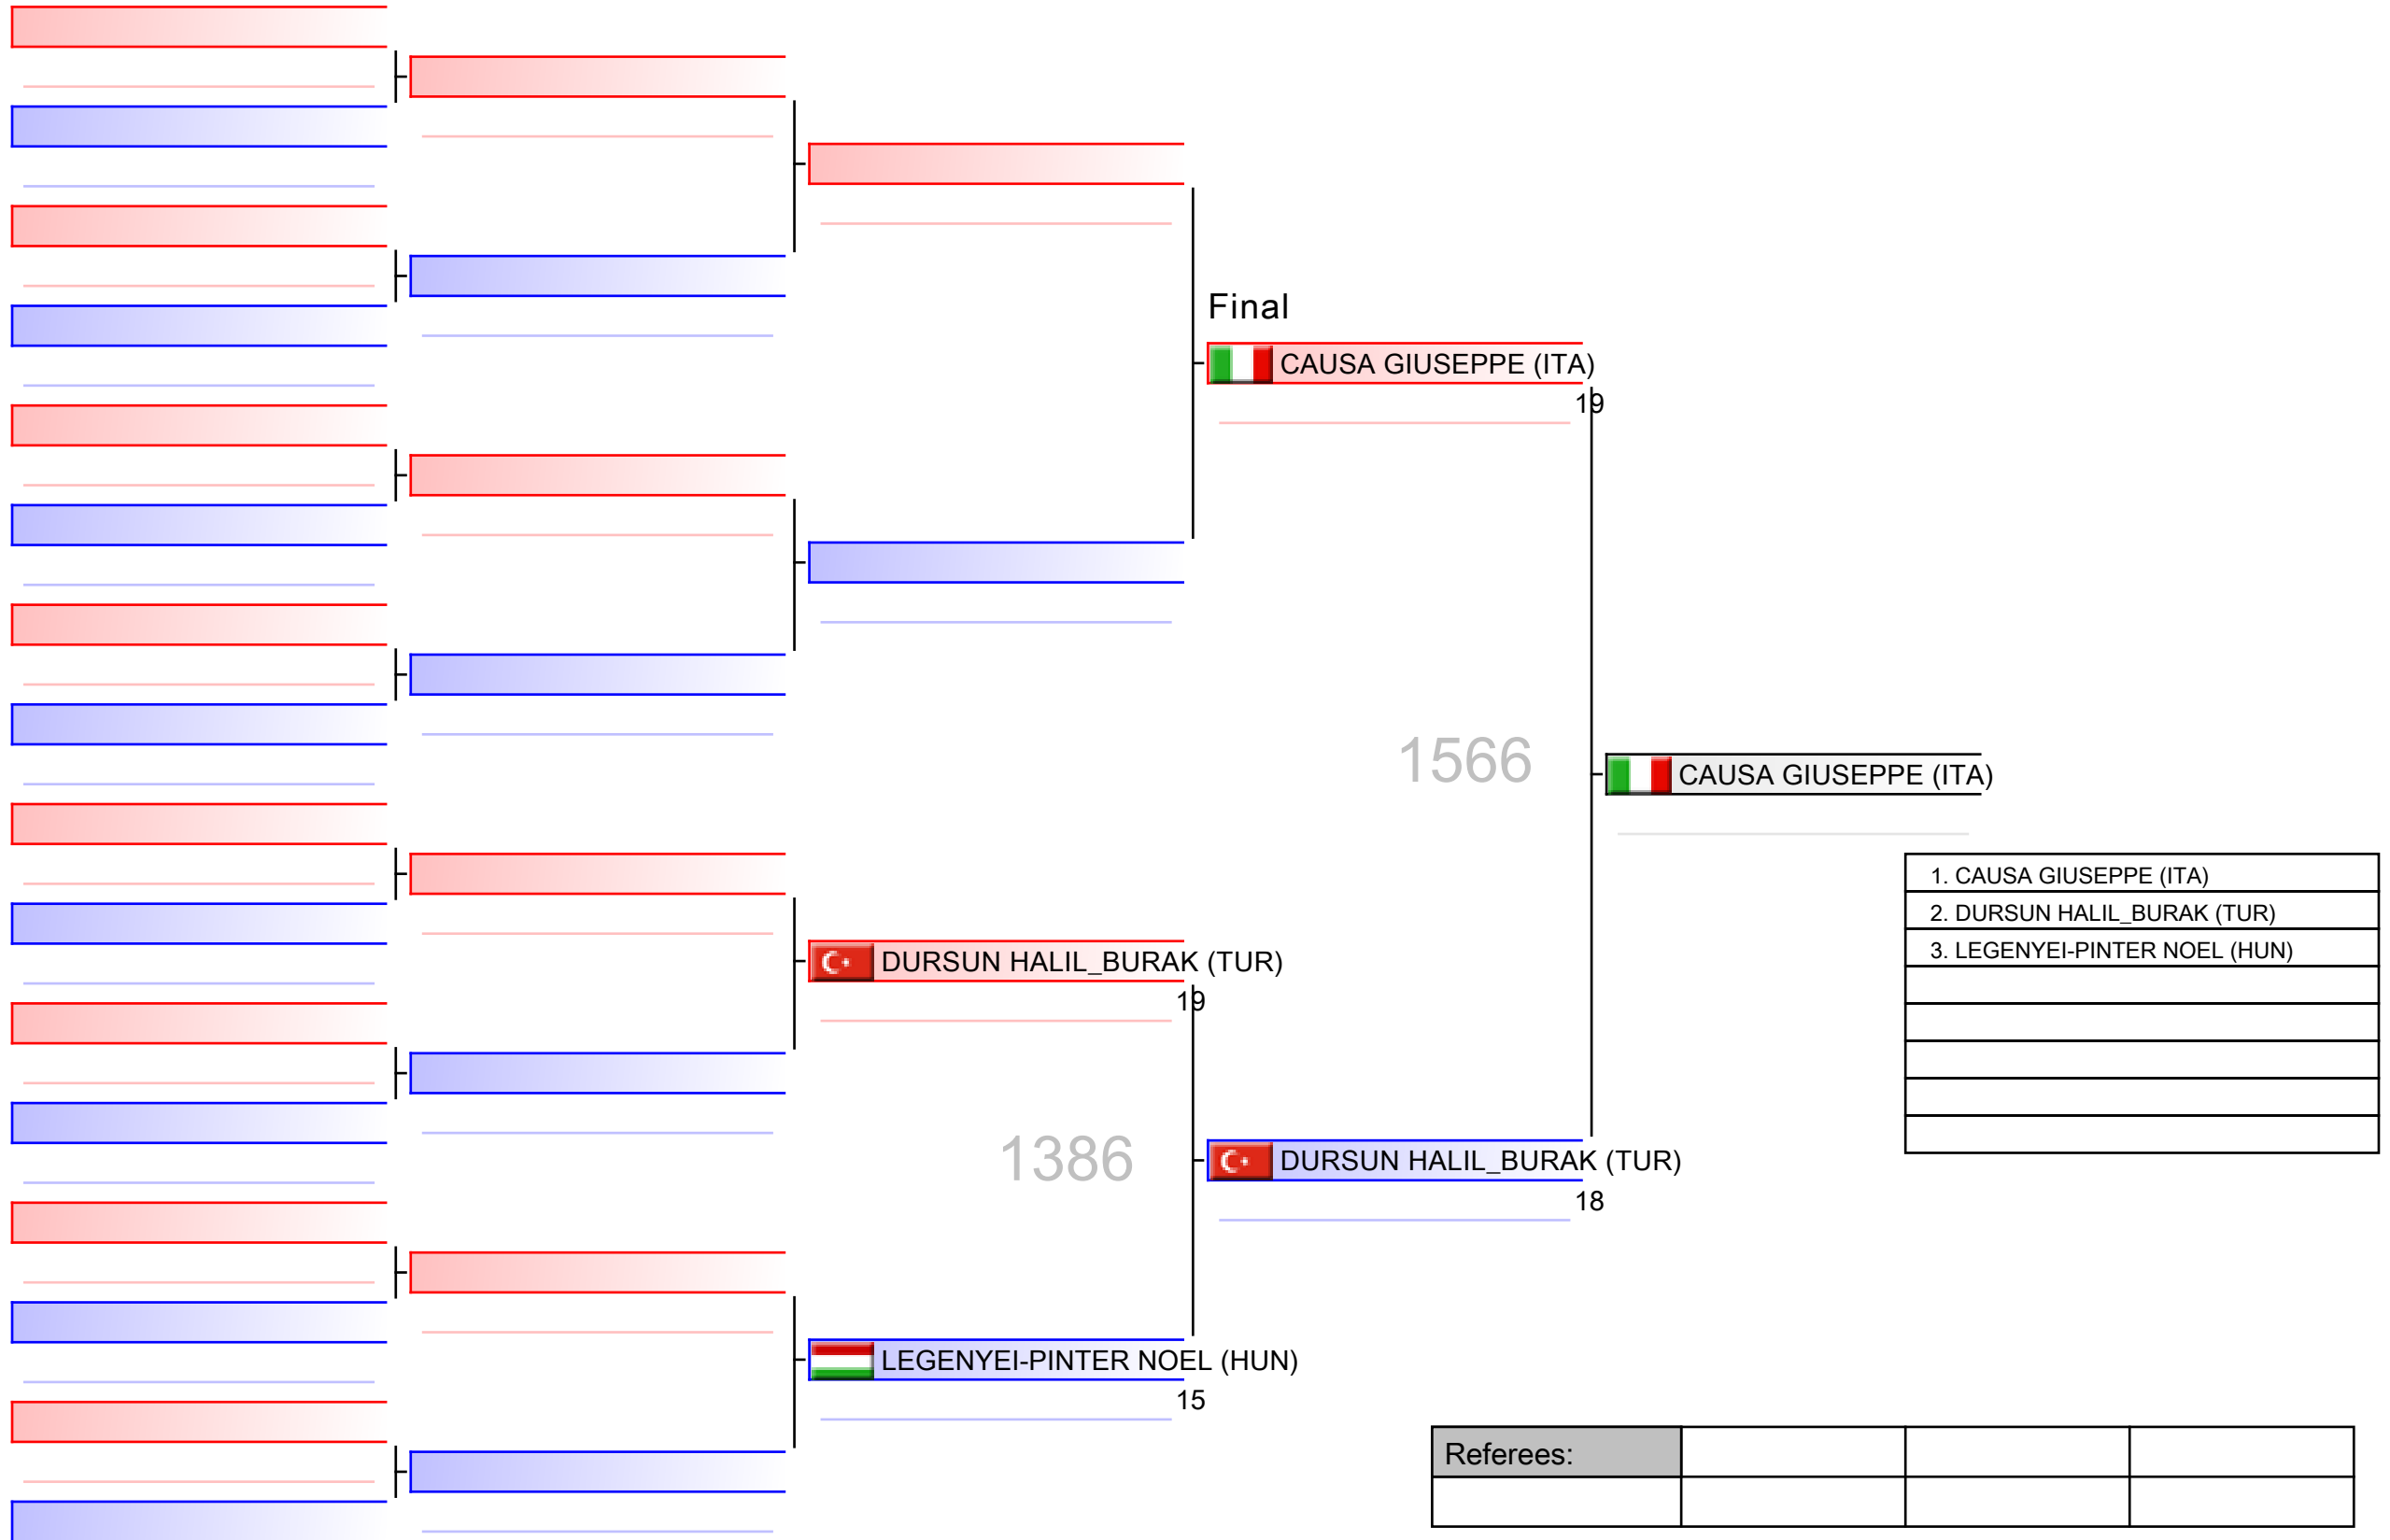 Final
CAUSA GIUSEPPE (ITA)
19
1566
CAUSA GIUSEPPE (ITA)
1. CAUSA GIUSEPPE (ITA)
2. DURSUN HALIL_BURAK (TUR)
3. LEGENYEI-PINTER NOEL (HUN)
DURSUN HALIL_BURAK (TUR)
19
1386
DURSUN HALIL_BURAK (TUR)
18
LEGENYEI-PINTER NOEL (HUN)
15
Referees: